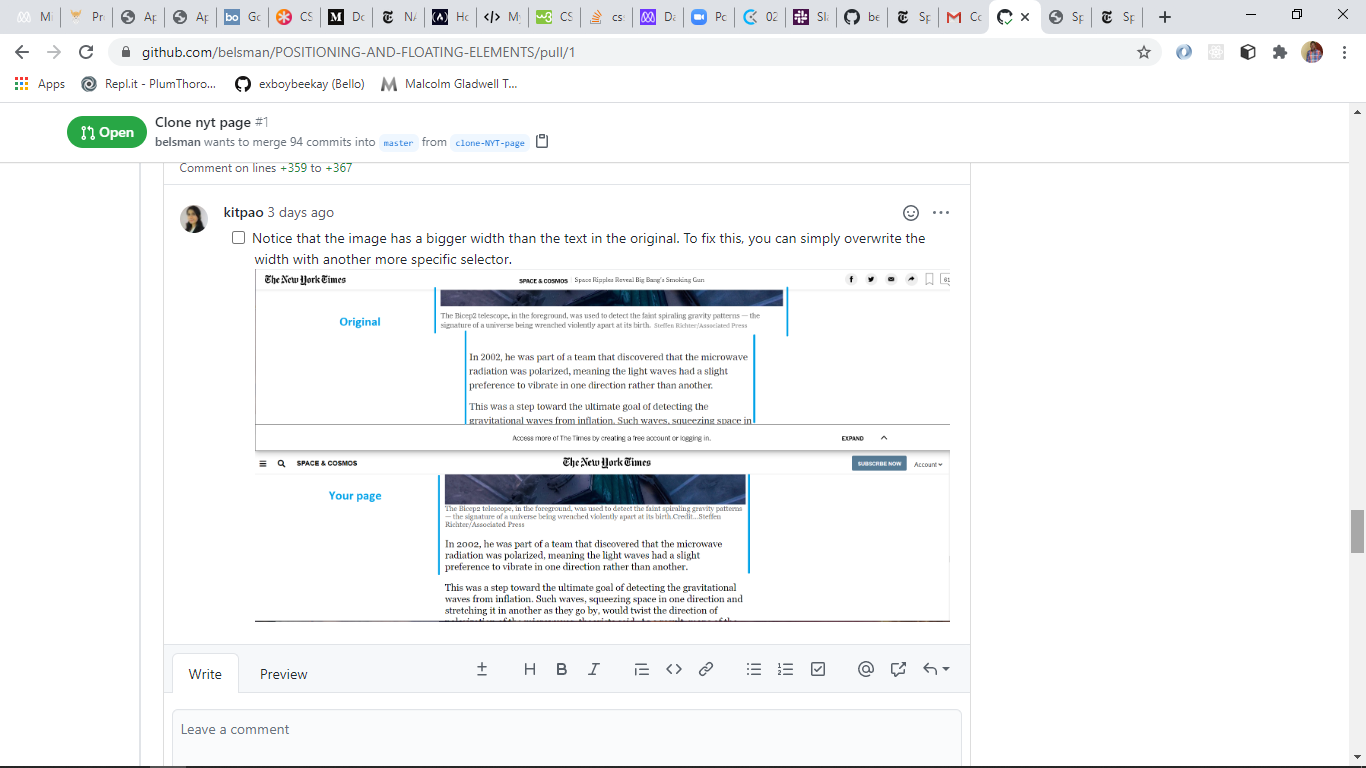 Mi
Pr
Ap
Ap
bo
Go
CS
Do
NA
Ho
My
CS
cs
Da
Po
02
Sla
be
Sp
Co
Sp
Sp
github.com/belsman/POSITIONING-AND-FLOATING-ELEMENTS/pull/1
Apps
Repl.it - PlumThoro...
exboybeekay (Bello)
Malcolm Gladwell T...
Open
Clone nyt page #1
belsman wants to merge 94 commits into master from clone-NYT-page
Comment on lines +359 to +367
kitpao 3 days ago
Notice that the image has a bigger width than the text in the original. To fix this, you can simply overwrite the
width with another more specific selector.
The New York Times
SPACE & COSMOS | Space Ripples Reveal Big Bang's Smoking Gun
61
Original
The Bicep2 telescope, in the foreground, was used to detect the faint spiraling gravity patterns — the
signature of a universe being wrenched violently apart at its birth. Steffen Richter/Associated Press
In 2002, he was part of a team that discovered that the microwave
radiation was polarized, meaning the light waves had a slight
preference to vibrate in one direction rather than another.
This was a step toward the ultimate goal of detecting the
gravitational waves from inflation. Such waves, squeezing space in
Access more of The Times by creating a free account or logging in.
EXPAND
SPACE & COSMOS
The New York Times
SUBSCRIBE NOW
Account
Your page
The Bicep2 telescope, in the foreground, was used to detect the faint spiraling gravity patterns
— the signature of a universe being wrenched violently apart at its birth.Credit...Steffen
Richter/Associated Press
In 2002, he was part of a team that discovered that the microwave
radiation was polarized, meaning the light waves had a slight
preference to vibrate in one direction rather than another.
This was a step toward the ultimate goal of detecting the gravitational
waves from inflation. Such waves, squeezing space in one direction and
stretching it in another as they go by, would twist the direction of
Write
Preview
Leave a comment